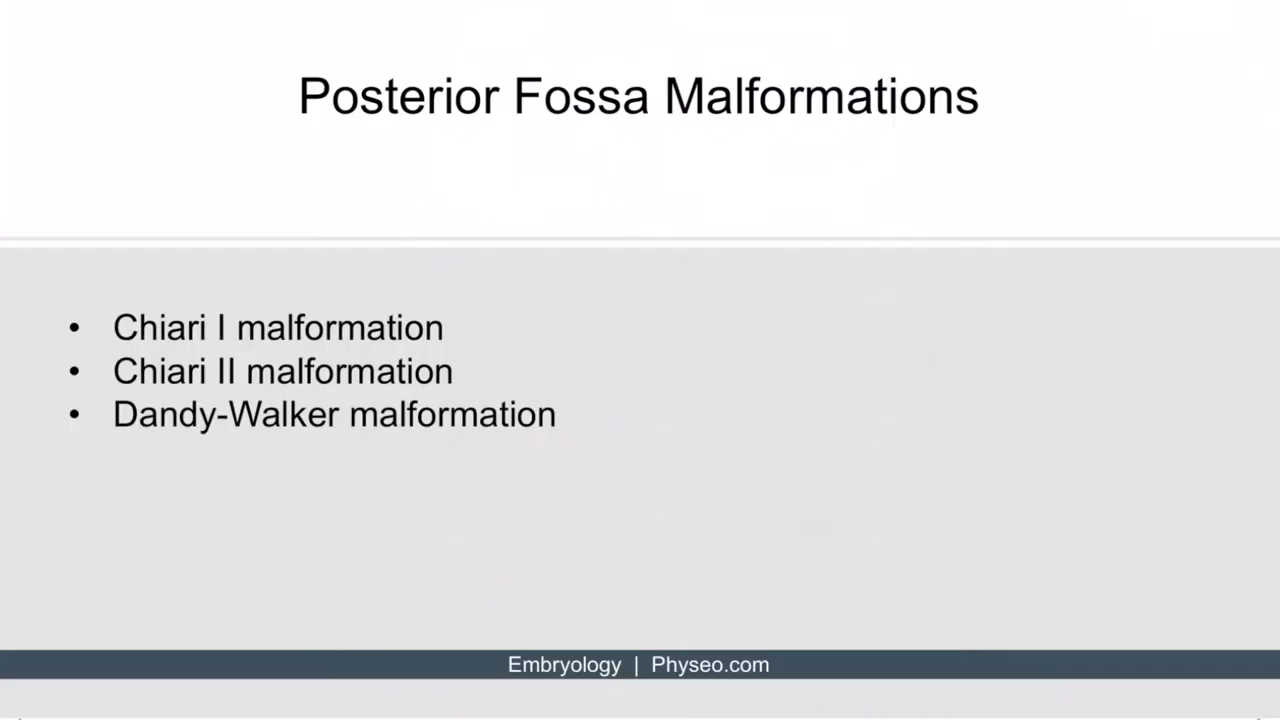 Posterior Fossa Malformations
• Chiari I malformation
• Chiari II malformation
• Dandy-Walker malformation
Embryology | Physeo.com